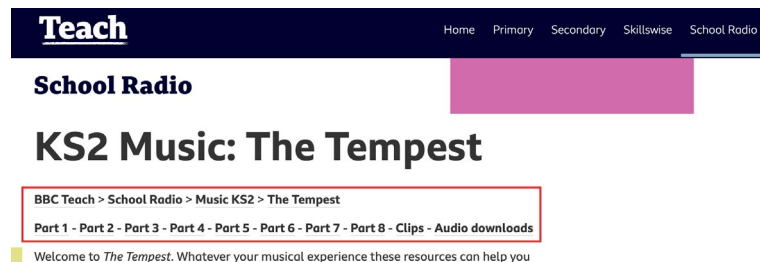 Teach
Home Primary Secondary Skillswise School Radio
School Radio
KS2 Music: The Tempest
BBC Teach > School Radio > Music KS2 > The Tempest
Part 1 - Part 2 - Part 3 - Part 4 - Part 5 - Part 6 - Part 7 - Part 8 - Clips - Audio downloads
Welcome to The Tempest. Whatever your musical experience these resources can help you